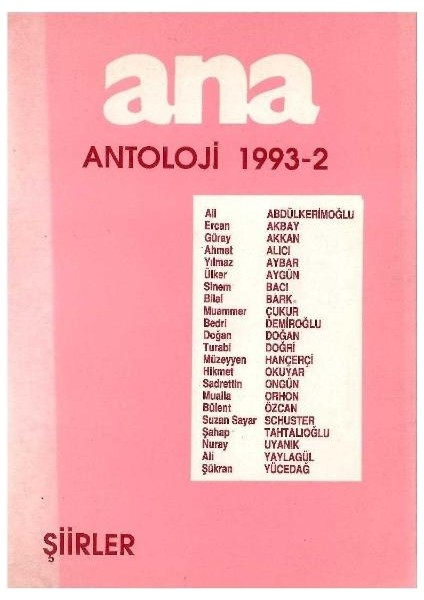 ana
ANTOLOJİ 1993-2
Ali ABDÜLKERİMOĞLU
Ercan AKBAY
Güray AKKAN
Ahmet ALICI
Yılmaz AYBAR
Ülker AYGÜN
Sinem BACI
Bilal BARK
Muammer ÇUKUR
Bedri DEMİROĞLU
Doğan DOĞAN
Turabi DOĞRİ
Müzeyyen HANÇERÇİ
Hikmet OKUYAR
Sadrettin ONGÜN
Mualla ORHON
Bülent ÖZCAN
Suzan Sayar SCHUSTER
Şahap TAHTALIOĞLU
Nuray UYANIK
Ali YAYLAGÜL
Şükran YÜCEDAĞ
ŞİİRLER